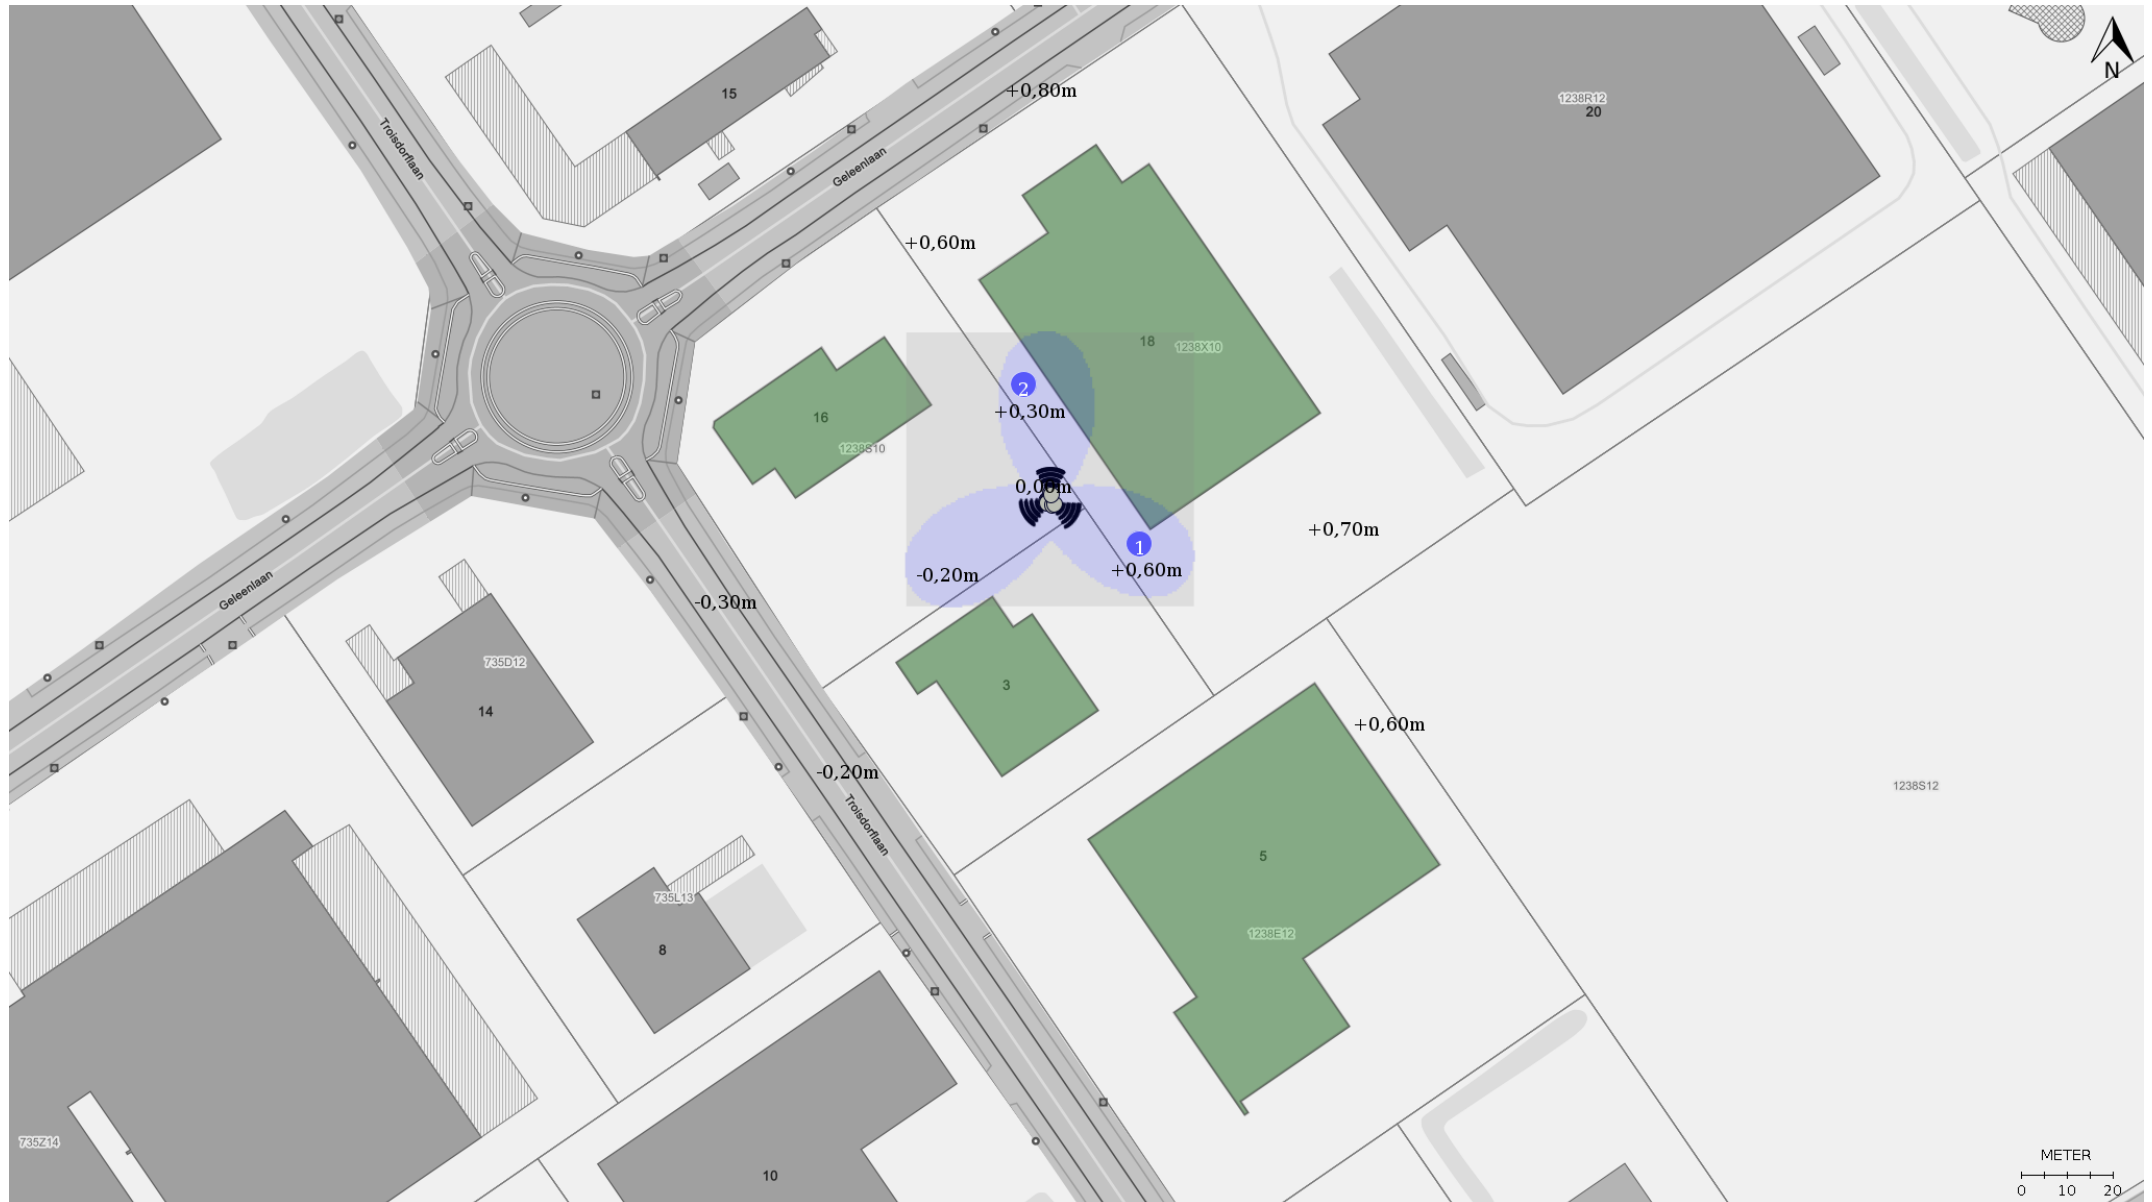 N
15
+0,80m
1238R12
20
Troisdorflaan
Geleenlaan
+0,60m
18
1238X10
2
+0,30m
16
1238S10
0,00m
+0,70m
1
+0,60m
-0,20m
Geleenlaan
-0,30m
735D12
3
14
+0,60m
-0,20m
1238S12
Troisdorflaan
5
735L13
1238E12
8
735Z14
10
METER
0 10 20